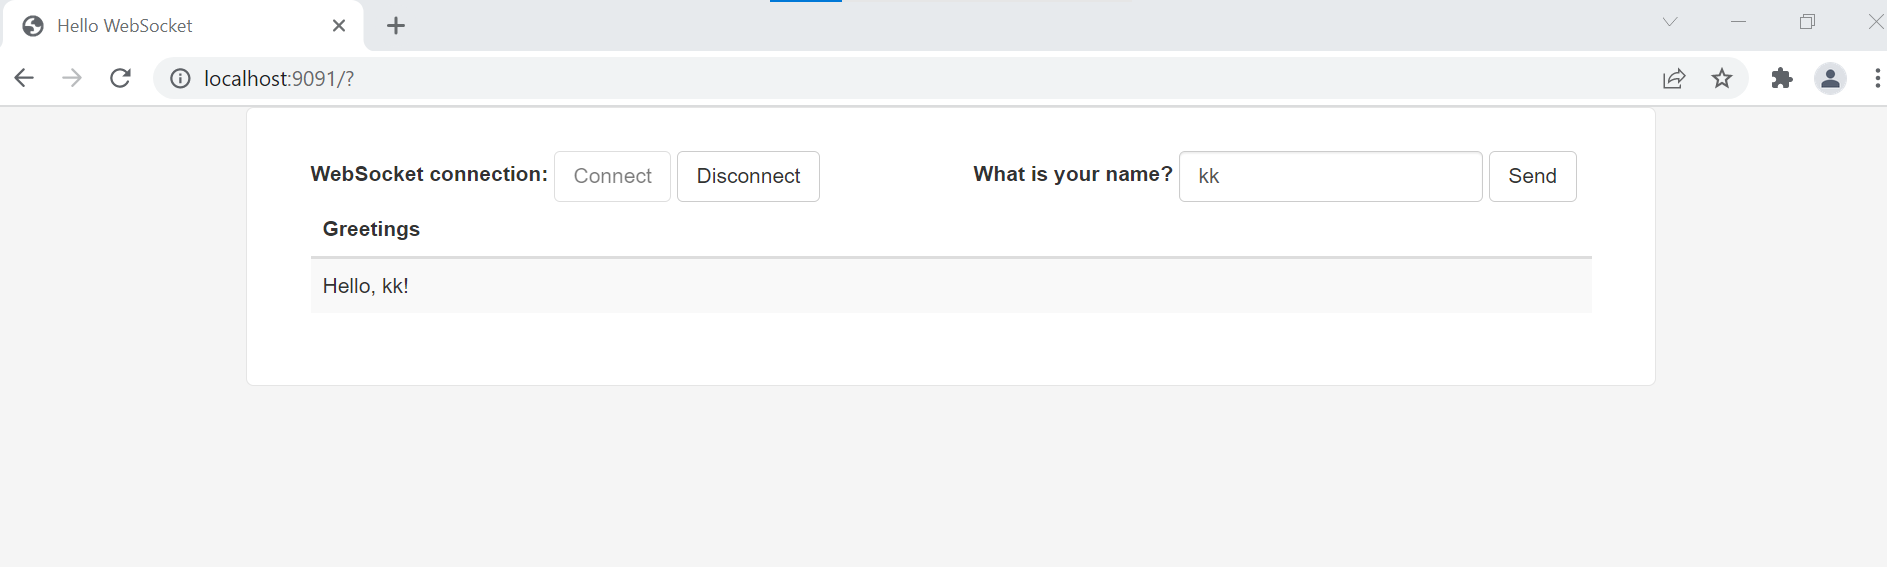 Hello WebSocket
localhost:9091/?
WebSocket connection: Connect Disconnect What is your name? kk Send
Greetings
Hello, kk!